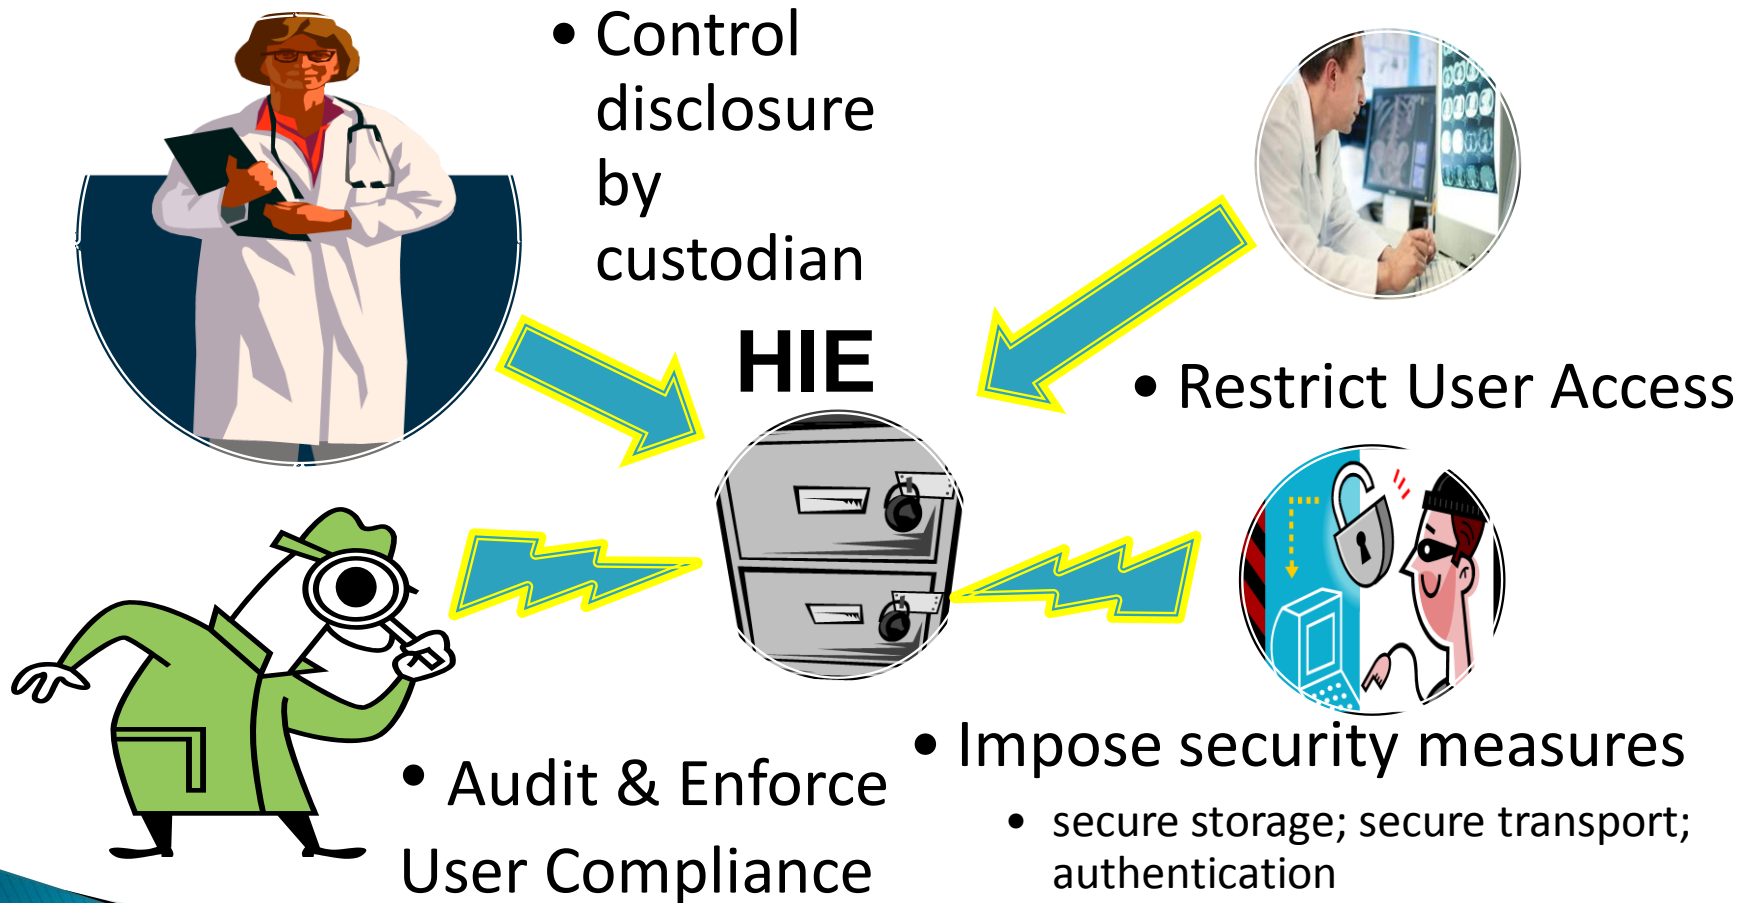 • Control
disclosure
by
custodian
HIE
• Restrict User Access
• Impose security measures
• secure storage; secure transport;
authentication
• Audit & Enforce
User Compliance